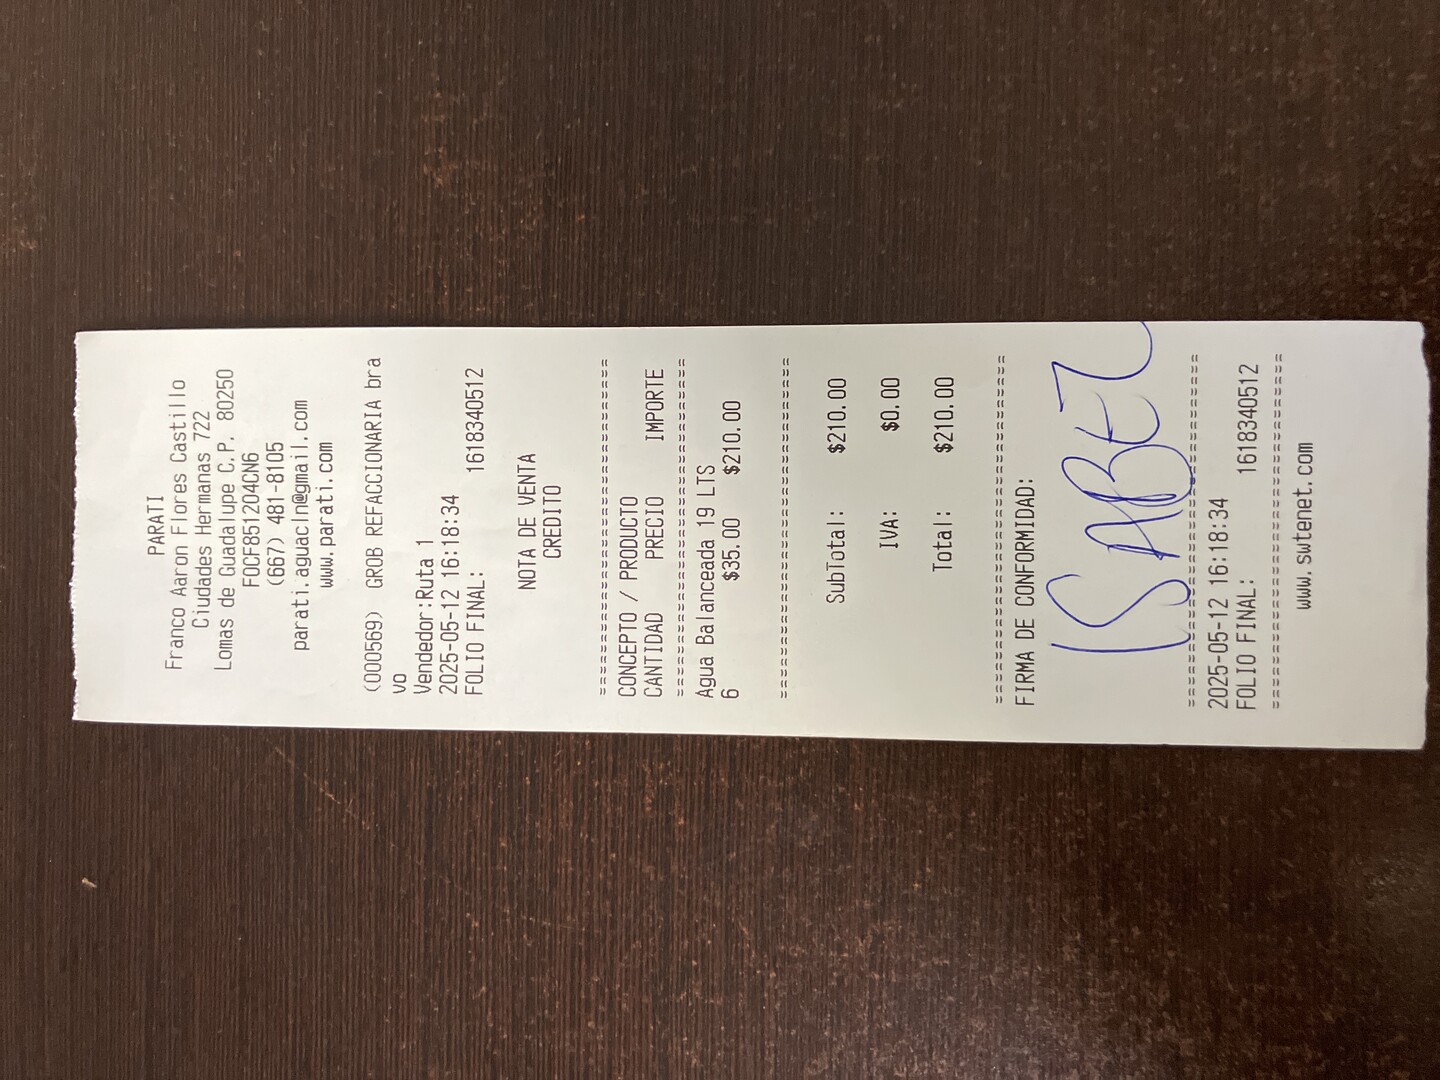 PARATI
Franco Aaron Flores Castillo
Ciudades Hermanas 722
Lomas de Guadalupe C.P. 80250
FOCF851204CN6
(667) 481-8105
parati.aguacln@gmail.com
www.parati.com
(000569) GROB REFACCIONARIA bra
vo
Vendedor:Ruta 1
2025-05-12 16:18:34
FOLIO FINAL: 1618340512
NOTA DE VENTA
CREDITO
================================
CONCEPTO / PRODUCTO
CANTIDAD PRECIO IMPORTE
================================
Agua Balanceada 19 LTS
6 $35.00 $210.00
================================
SubTotal: $210.00
IVA: $0.00
Total: $210.00
================================
FIRMA DE CONFORMIDAD:
ISABEL
================================
2025-05-12 16:18:34
FOLIO FINAL: 1618340512
================================
www.swtenet.com